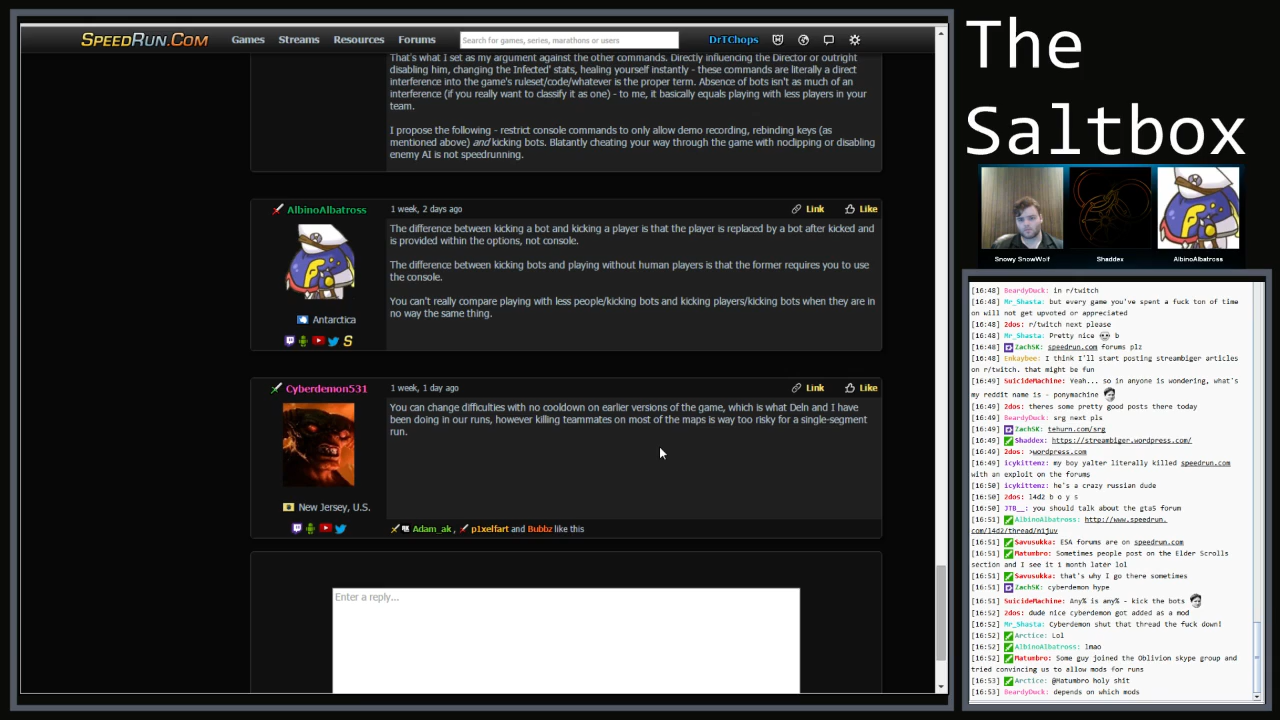 SPEEDRUN.COM Games Streams Resources Forums Search for games, series, marathons or users DrTChops
That's what I set as my argument against the other commands. Directly influencing the Director or outright
disabling him, changing the Infected' stats, healing yourself instantly - these commands are literally a direct
interference into the game's ruleset/code/whatever is the proper term. Absence of bots isn't as much of an
interference (if you really want to classify it as one) - to me, it basically equals playing with less players in your
team.
I propose the following - restrict console commands to only allow demo recording, rebinding keys (as
mentioned above) and kicking bots. Blatantly cheating your way through the game with noclipping or disabling
enemy AI is not speedrunning.
AlbinoAlbatross
Antarctica
1 week, 2 days ago Link Like
The difference between kicking a bot and kicking a player is that the player is replaced by a bot after kicked and
is provided within the options, not console.
The difference between kicking bots and playing without human players is that the former requires you to use
the console.
You can't really compare playing with less people/kicking bots and kicking players/kicking bots when they are in
no way the same thing.
Cyberdemon531
New Jersey, U.S.
1 week, 1 day ago Link Like
You can change difficulties with no cooldown on earlier versions of the game, which is what Deln and I have
been doing in our runs, however killing teammates on most of the maps is way too risky for a single-segment
run.
Adam_ak , p1xelfart and Bubbz like this
Enter a reply...
The
Saltbox
Snowy SnowWolf Shaddex AlbinoAlbatross
[16:48] BeardyDuck: in r/twitch
[16:48] Mr_Shasta: but every game you've spent a fuck ton of time
on will not get upvoted or appreciated
[16:48] 2dos: r/twitch next please
[16:48] Mr_Shasta: Pretty nice b
[16:48] ZachSK: speedrun.com forums plz
[16:48] Enkaybee: I think I'll start posting streambiger articles
on r/twitch. that might be fun
[16:49] SuicideMachine: Yeah... so in anyone is wondering, what's
my reddit name is - ponymachine
[16:49] 2dos: theres some pretty good posts there today
[16:49] BeardyDuck: srg next pls
[16:49] ZachSK: tehurn.com/srg
[16:49] Shaddex: https://streambiger.wordpress.com/
[16:49] 2dos: >wordpress.com
[16:49] icykittenz: my boy yalter literally killed speedrun.com
with an exploit on the forums
[16:50] icykittenz: he's a crazy russian dude
[16:50] 2dos: l4d2 b o y s
[16:50] JTB__: you should talk about the gta5 forum
[16:51] AlbinoAlbatross: http://www.speedrun.
com/l4d2/thread/n1juv
[16:51] Savusukka: ESA forums are on speedrun.com
[16:51] Matumbro: Sometimes people post on the Elder Scrolls
section and I see it 1 month later lol
[16:51] Savusukka: that's why I go there sometimes
[16:51] ZachSK: cyberdemon hype
[16:51] SuicideMachine: Any% is any% - kick the bots
[16:52] 2dos: dude nice cyberdemon got added as a mod
[16:52] Mr_Shasta: Cyberdemon shut that thread the fuck down!
[16:52] Arctice: Lol
[16:52] AlbinoAlbatross: lmao
[16:52] Matumbro: Some guy joined the Oblivion skype group and
tried convincing us to allow mods for runs
[16:53] Arctice: @Matumbro holy shit
[16:53] BeardyDuck: depends on which mods